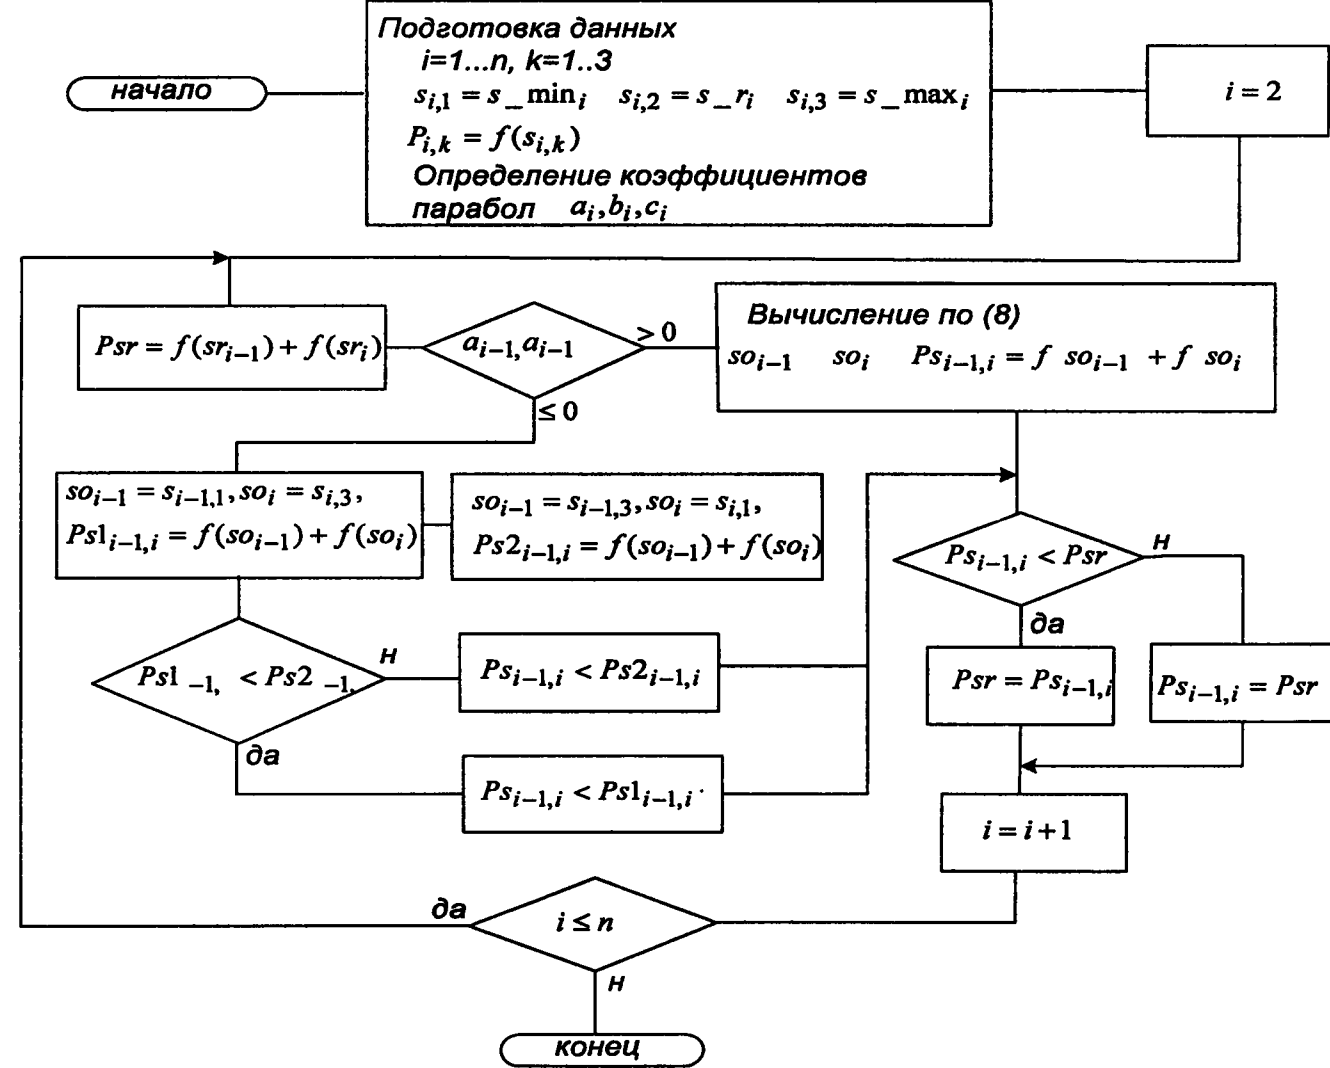 начало
Подготовка данных
i=1...n, k=1..3
s_{i,1} = s_min_i s_{i,2} = s_r_i s_{i,3} = s_max_i
P_{i,k} = f(s_{i,k})
Определение коэффициентов
парабол a_i, b_i, c_i
i = 2
Psr = f(sr_{i-1}) + f(sr_i)
a_{i-1}, a_{i-1}
> 0
≤ 0
Вычисление по (8)
so_{i-1} so_i Ps_{i-1,i} = f so_{i-1} + f so_i
so_{i-1} = s_{i-1,1}, so_i = s_{i,3},
Ps1_{i-1,i} = f(so_{i-1}) + f(so_i)
so_{i-1} = s_{i-1,3}, so_i = s_{i,1},
Ps2_{i-1,i} = f(so_{i-1}) + f(so_i)
Ps_{i-1,i} < Psr
н
да
Ps1_{-1,} < Ps2_{-1,}
н
да
Ps_{i-1,i} < Ps2_{i-1,i}
Ps_{i-1,i} < Ps1_{i-1,i}
Psr = Ps_{i-1,i}
Ps_{i-1,i} = Psr
i = i + 1
i ≤ n
да
н
конец